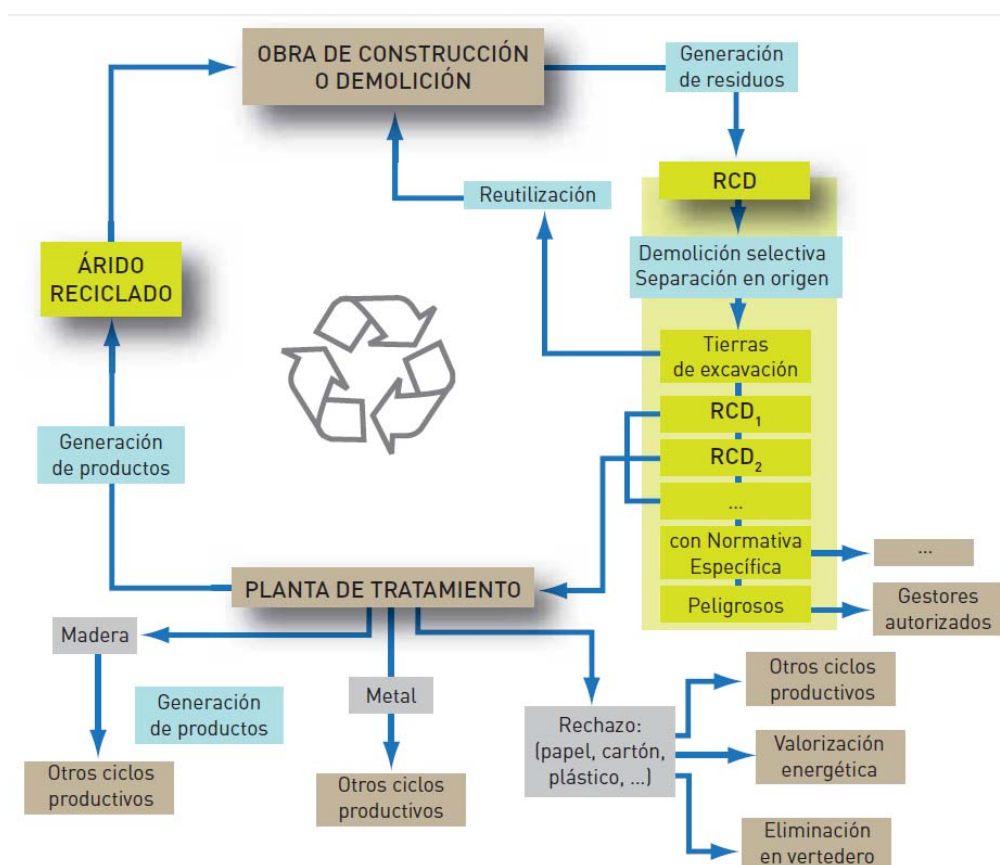 OBRA DE CONSTRUCCIÓN
O DEMOLICIÓN
Generación
de residuos
RCD
Demolición selectiva
Separación en origen
Reutilización
Tierras
de excavación
RCD₁
RCD₂
...
con Normativa
Específica
...
Peligrosos
Gestores
autorizados
ÁRIDO
RECICLADO
Generación
de productos
PLANTA DE TRATAMIENTO
Madera
Generación
de productos
Otros ciclos
productivos
Metal
Otros ciclos
productivos
Rechazo:
(papel, cartón,
plástico, ...)
Otros ciclos
productivos
Valorización
energética
Eliminación
en vertedero